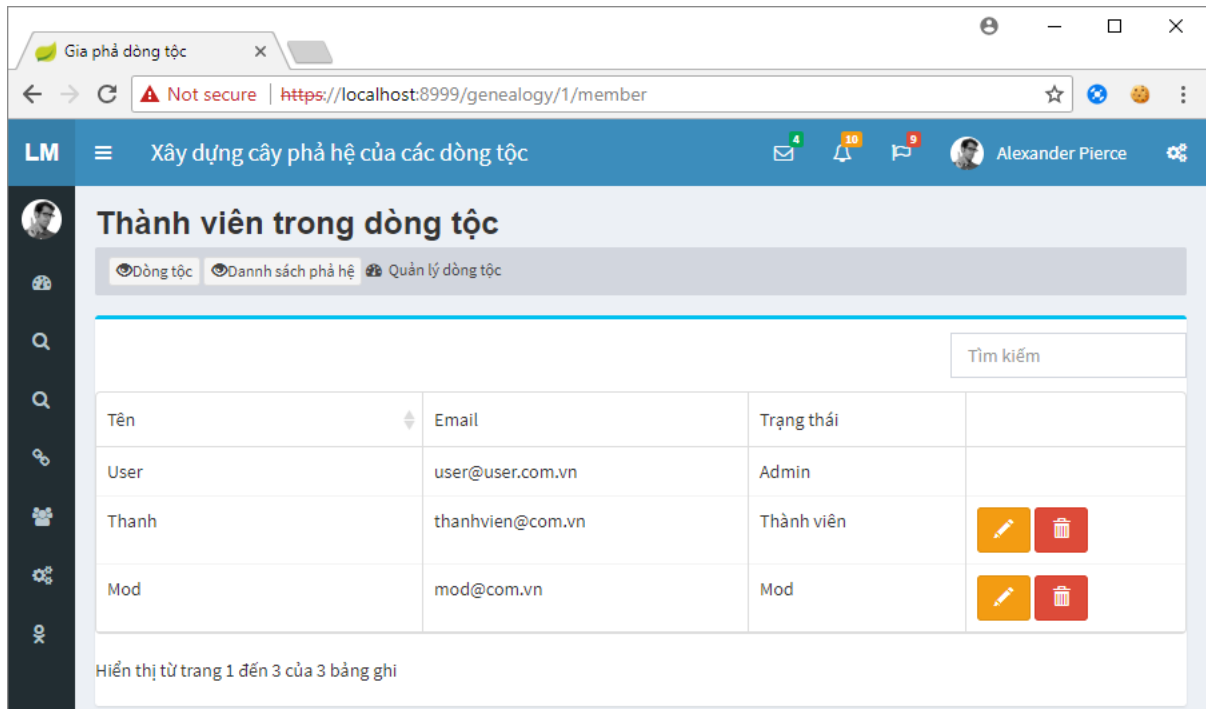 Gia phả dòng tộc
Not secure | https://localhost:8999/genealogy/1/member
LM Xây dựng cây phả hệ của các dòng tộc 4 10 9 Alexander Pierce
Thành viên trong dòng tộc
Dòng tộc Dannh sách phả hệ Quản lý dòng tộc
Tìm kiếm
Tên Email Trạng thái
User user@user.com.vn Admin
Thanh thanhvien@com.vn Thành viên
Mod mod@com.vn Mod
Hiển thị từ trang 1 đến 3 của 3 bảng ghi